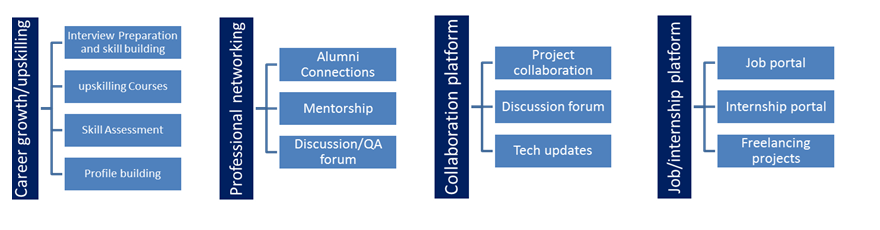 Career growth/upskilling
Interview Preparation
and skill building
upskilling Courses
Skill Assessment
Profile building
Professional networking
Alumni
Connections
Mentorship
Discussion/QA
forum
Collaboration platform
Project
collaboration
Discussion forum
Tech updates
Job/internship platform
Job portal
Internship portal
Freelancing
projects